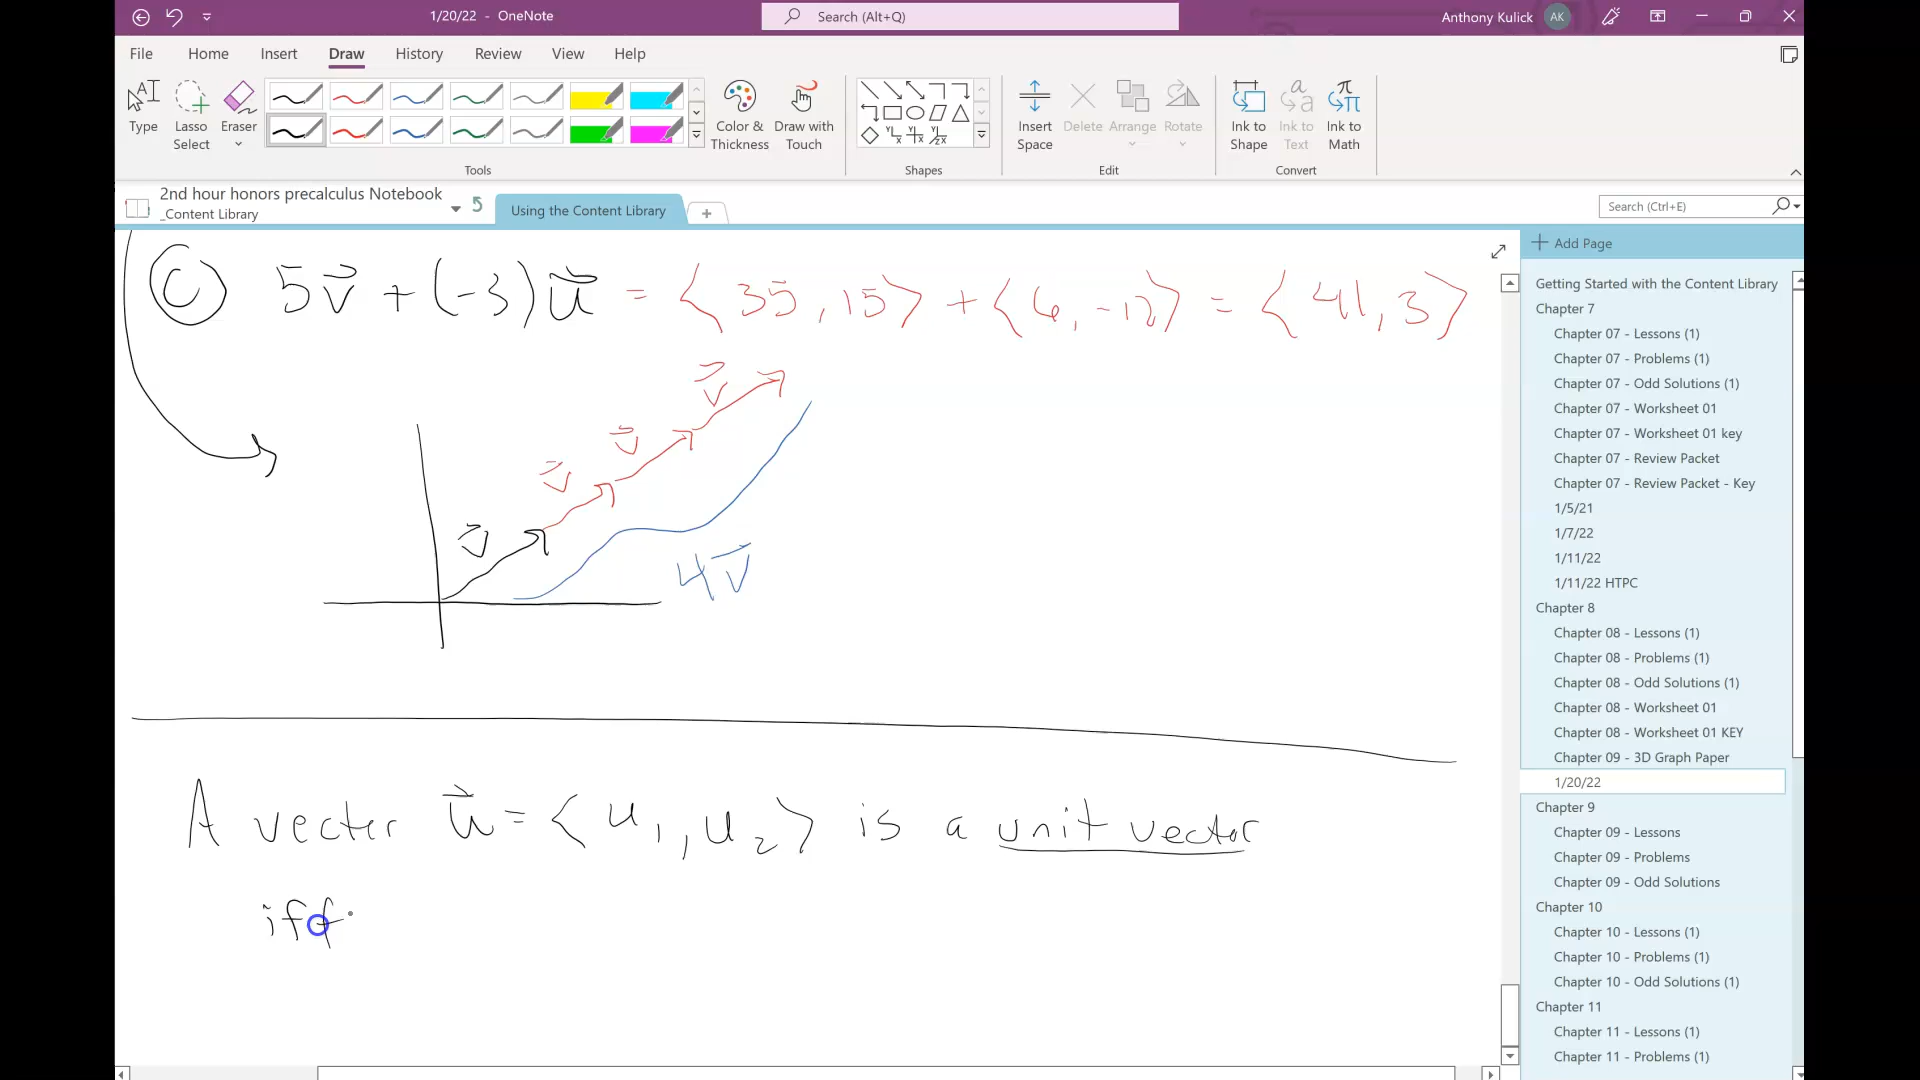 1/20/22 - OneNote
Search (Alt+Q)
Anthony Kulick AK
File Home Insert Draw History Review View Help
Type Lasso Select Eraser Color & Thickness Draw with Touch Insert Space Delete Arrange Rotate Ink to Shape Ink to Text Ink to Math
Tools Shapes Edit Convert
2nd hour honors precalculus Notebook
_Content Library
Using the Content Library
Search (Ctrl+E)
C 5v⃗ + (-3)u⃗ = ⟨35, 15⟩ + ⟨6, -12⟩ = ⟨41, 3⟩
v⃗
v⃗
v⃗
v⃗
4v⃗
A vecter u⃗ = ⟨u₁, u₂⟩ is a unit vector
iff
Add Page
Getting Started with the Content Library
Chapter 7
Chapter 07 - Lessons (1)
Chapter 07 - Problems (1)
Chapter 07 - Odd Solutions (1)
Chapter 07 - Worksheet 01
Chapter 07 - Worksheet 01 key
Chapter 07 - Review Packet
Chapter 07 - Review Packet - Key
1/5/21
1/7/22
1/11/22
1/11/22 HTPC
Chapter 8
Chapter 08 - Lessons (1)
Chapter 08 - Problems (1)
Chapter 08 - Odd Solutions (1)
Chapter 08 - Worksheet 01
Chapter 08 - Worksheet 01 KEY
Chapter 09 - 3D Graph Paper
1/20/22
Chapter 9
Chapter 09 - Lessons
Chapter 09 - Problems
Chapter 09 - Odd Solutions
Chapter 10
Chapter 10 - Lessons (1)
Chapter 10 - Problems (1)
Chapter 10 - Odd Solutions (1)
Chapter 11
Chapter 11 - Lessons (1)
Chapter 11 - Problems (1)